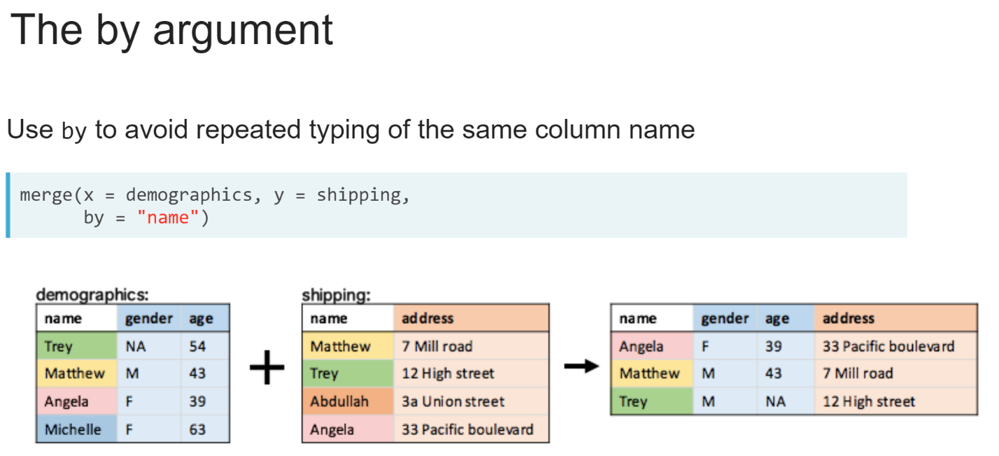 The by argument
Use by to avoid repeated typing of the same column name
merge(x = demographics, y = shipping,
by = "name")
demographics:
name gender age
Trey NA 54
Matthew M 43
Angela F 39
Michelle F 63
+
shipping:
name address
Matthew 7 Mill road
Trey 12 High street
Abdullah 3a Union street
Angela 33 Pacific boulevard
name gender age address
Angela F 39 33 Pacific boulevard
Matthew M 43 7 Mill road
Trey M NA 12 High street